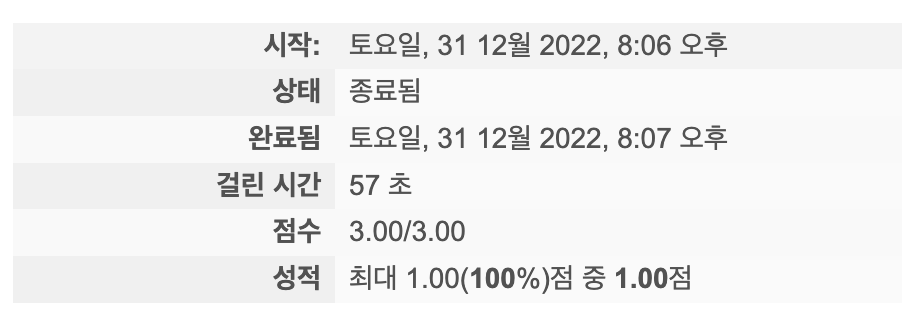 시작: 토요일, 31 12월 2022, 8:06 오후
상태 종료됨
완료됨 토요일, 31 12월 2022, 8:07 오후
걸린 시간 57 초
점수 3.00/3.00
성적 최대 1.00(100%)점 중 1.00점